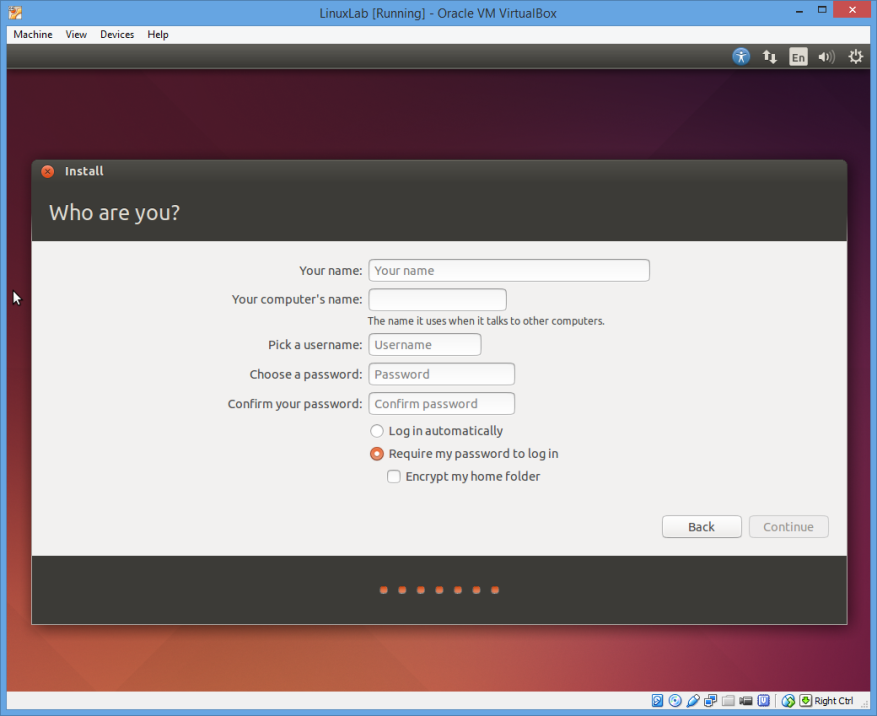 LinuxLab [Running] - Oracle VM VirtualBox
Machine View Devices Help
En
Install
Who are you?
Your name: Your name
Your computer's name:
The name it uses when it talks to other computers.
Pick a username: Username
Choose a password: Password
Confirm your password: Confirm password
Log in automatically
Require my password to log in
Encrypt my home folder
Back Continue
Right Ctrl